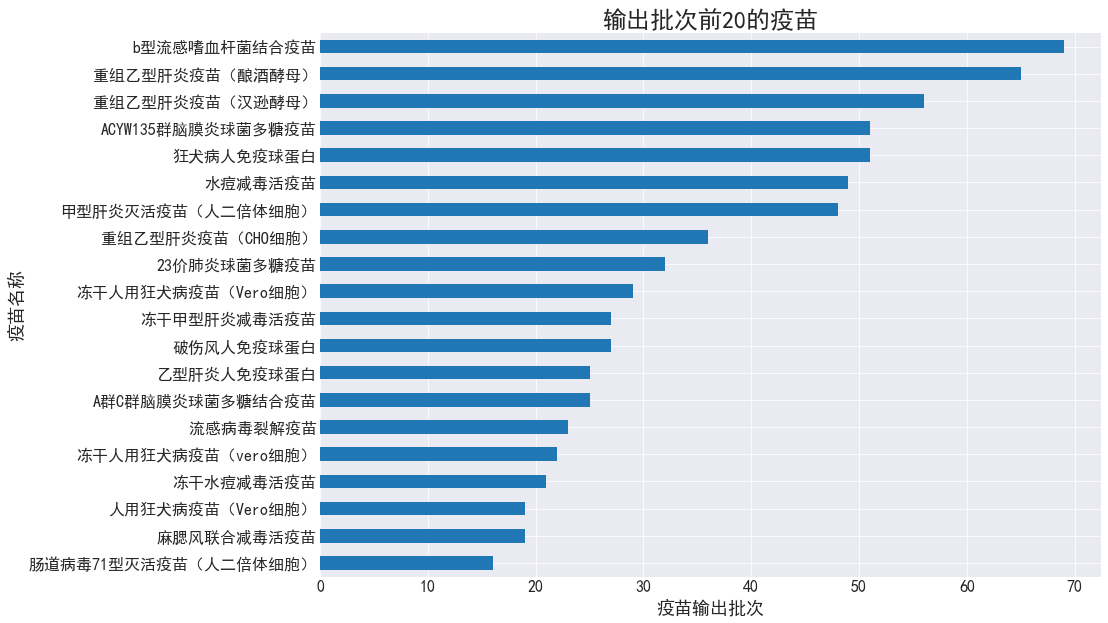 输出批次前20的疫苗
b型流感嗜血杆菌结合疫苗
重组乙型肝炎疫苗（酿酒酵母）
重组乙型肝炎疫苗（汉逊酵母）
ACYW135群脑膜炎球菌多糖疫苗
狂犬病人免疫球蛋白
水痘减毒活疫苗
甲型肝炎灭活疫苗（人二倍体细胞）
重组乙型肝炎疫苗（CHO细胞）
23价肺炎球菌多糖疫苗
冻干人用狂犬病疫苗（Vero细胞）
冻干甲型肝炎减毒活疫苗
破伤风人免疫球蛋白
乙型肝炎人免疫球蛋白
A群C群脑膜炎球菌多糖结合疫苗
流感病毒裂解疫苗
冻干人用狂犬病疫苗（vero细胞）
冻干水痘减毒活疫苗
人用狂犬病疫苗（Vero细胞）
麻腮风联合减毒活疫苗
肠道病毒71型灭活疫苗（人二倍体细胞）
疫苗名称
0 10 20 30 40 50 60 70
疫苗输出批次